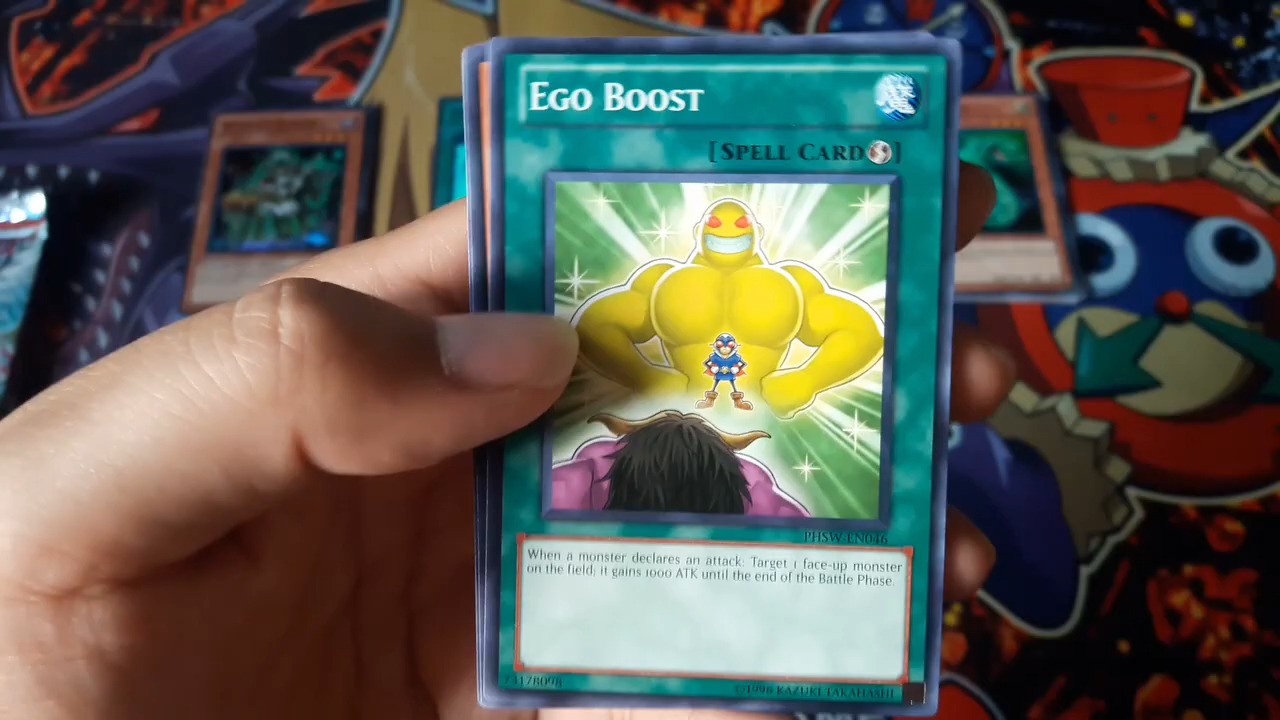 EGO BOOST
[SPELL CARD]
PHSW-EN046
When a monster declares an attack: Target 1 face-up monster
on the field; it gains 1000 ATK until the end of the Battle Phase.
73178098
©1996 KAZUKI TAKAHASHI